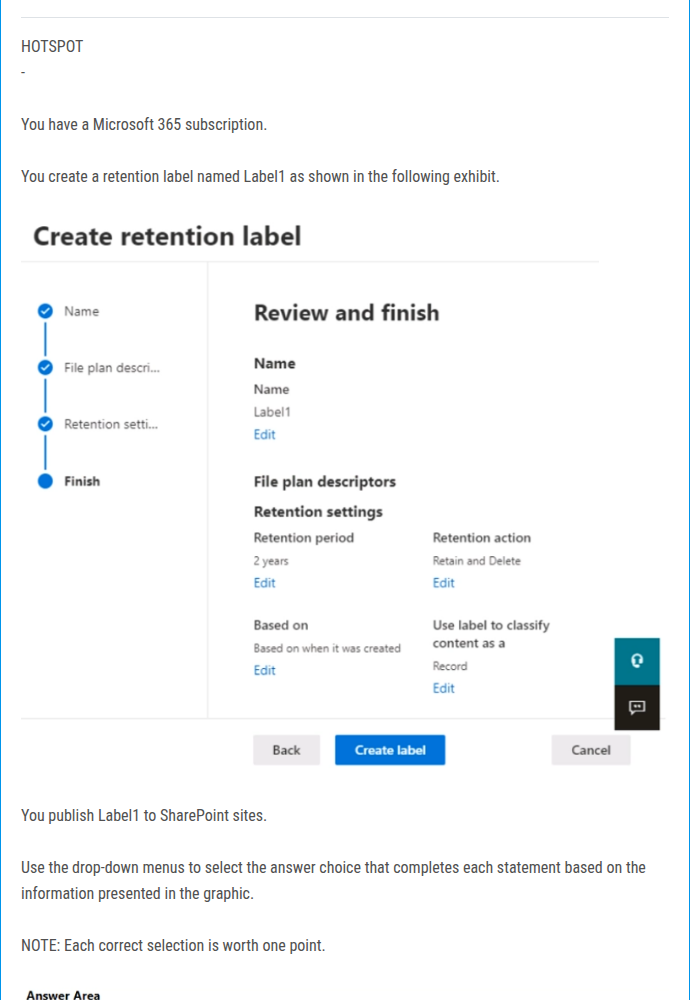 HOTSPOT
-
You have a Microsoft 365 subscription.
You create a retention label named Label1 as shown in the following exhibit.
Create retention label
Name
File plan descri...
Retention setti...
Finish
Review and finish
Name
Name
Label1
Edit
File plan descriptors
Retention settings
Retention period
2 years
Edit
Retention action
Retain and Delete
Edit
Based on
Based on when it was created
Edit
Use label to classify
content as a
Record
Edit
Back
Create label
Cancel
You publish Label1 to SharePoint sites.
Use the drop-down menus to select the answer choice that completes each statement based on the
information presented in the graphic.
NOTE: Each correct selection is worth one point.
Answer Area